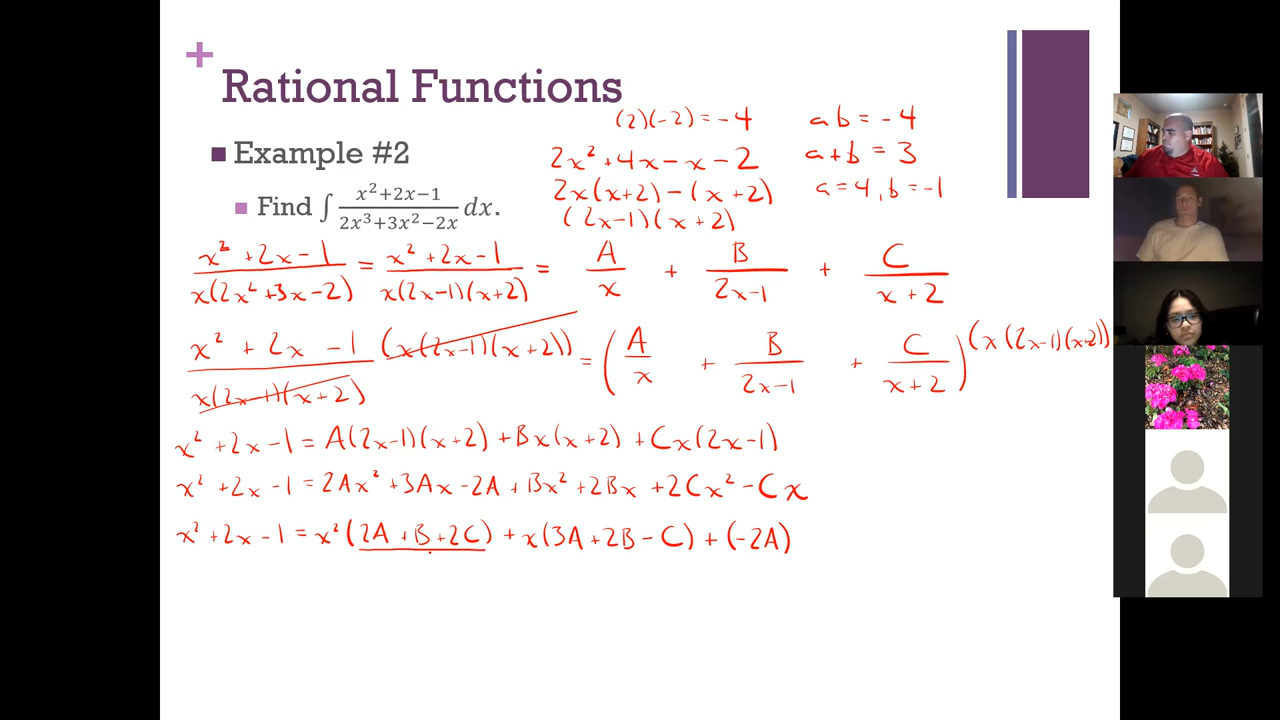 +
Rational Functions
(2)(-2) = -4
ab = -4
■ Example #2
2x² + 4x - x - 2
a + b = 3
■ Find ∫ (x²+2x−1)/(2x³+3x²−2x) dx.
2x(x+2) - (x+2)
a = 4, b = -1
(2x-1)(x+2)
(x² + 2x - 1)/(x(2x² + 3x - 2)) = (x² + 2x - 1)/(x(2x-1)(x+2)) = A/x + B/(2x-1) + C/(x+2)
(x² + 2x - 1)/(x(2x-1)(x+2)) (x(2x-1)(x+2)) = (A/x + B/(2x-1) + C/(x+2)) (x(2x-1)(x+2))
x² + 2x - 1 = A(2x-1)(x+2) + Bx(x+2) + Cx(2x-1)
x² + 2x - 1 = 2Ax² + 3Ax - 2A + Bx² + 2Bx + 2Cx² - Cx
x² + 2x - 1 = x²(2A + B + 2C) + x(3A + 2B - C) + (-2A)